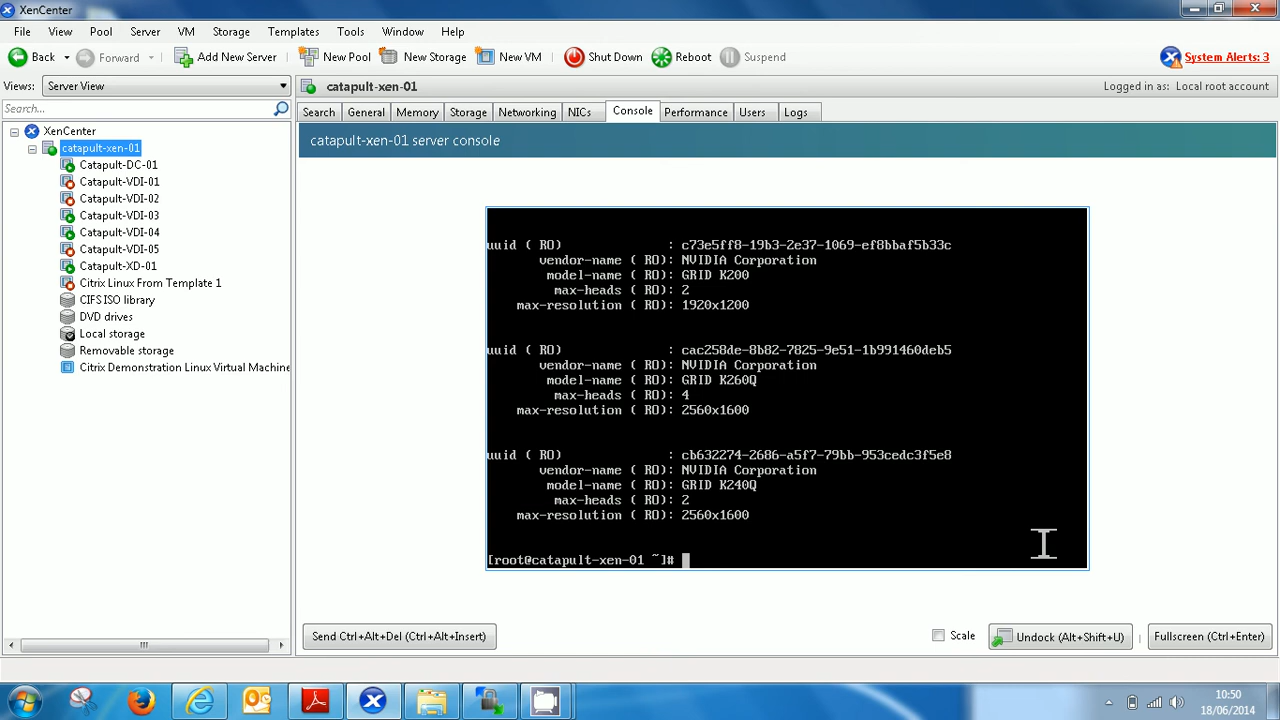 XenCenter
File View Pool Server VM Storage Templates Tools Window Help
Back Forward Add New Server New Pool New Storage New VM Shut Down Reboot Suspend System Alerts: 3
Views: Server View catapult-xen-01 Logged in as: Local root account
Search...
Search General Memory Storage Networking NICs Console Performance Users Logs
catapult-xen-01 server console
XenCenter
catapult-xen-01
Catapult-DC-01
Catapult-VDI-01
Catapult-VDI-02
Catapult-VDI-03
Catapult-VDI-04
Catapult-VDI-05
Catapult-XD-01
Citrix Linux From Template 1
CIFS ISO library
DVD drives
Local storage
Removable storage
Citrix Demonstration Linux Virtual Machine
uuid ( RO) : c73e5ff8-19b3-2e37-1069-ef8bbaf5b33c
vendor-name ( RO): NVIDIA Corporation
model-name ( RO): GRID K200
max-heads ( RO): 2
max-resolution ( RO): 1920x1200
uuid ( RO) : cac258de-8b82-7825-9e51-1b991460deb5
vendor-name ( RO): NVIDIA Corporation
model-name ( RO): GRID K260Q
max-heads ( RO): 4
max-resolution ( RO): 2560x1600
uuid ( RO) : cb632274-2686-a5f7-79bb-953cedc3f5e8
vendor-name ( RO): NVIDIA Corporation
model-name ( RO): GRID K240Q
max-heads ( RO): 2
max-resolution ( RO): 2560x1600
[root@catapult-xen-01 ~]#
Send Ctrl+Alt+Del (Ctrl+Alt+Insert) Scale Undock (Alt+Shift+U) Fullscreen (Ctrl+Enter)
10:50
18/06/2014